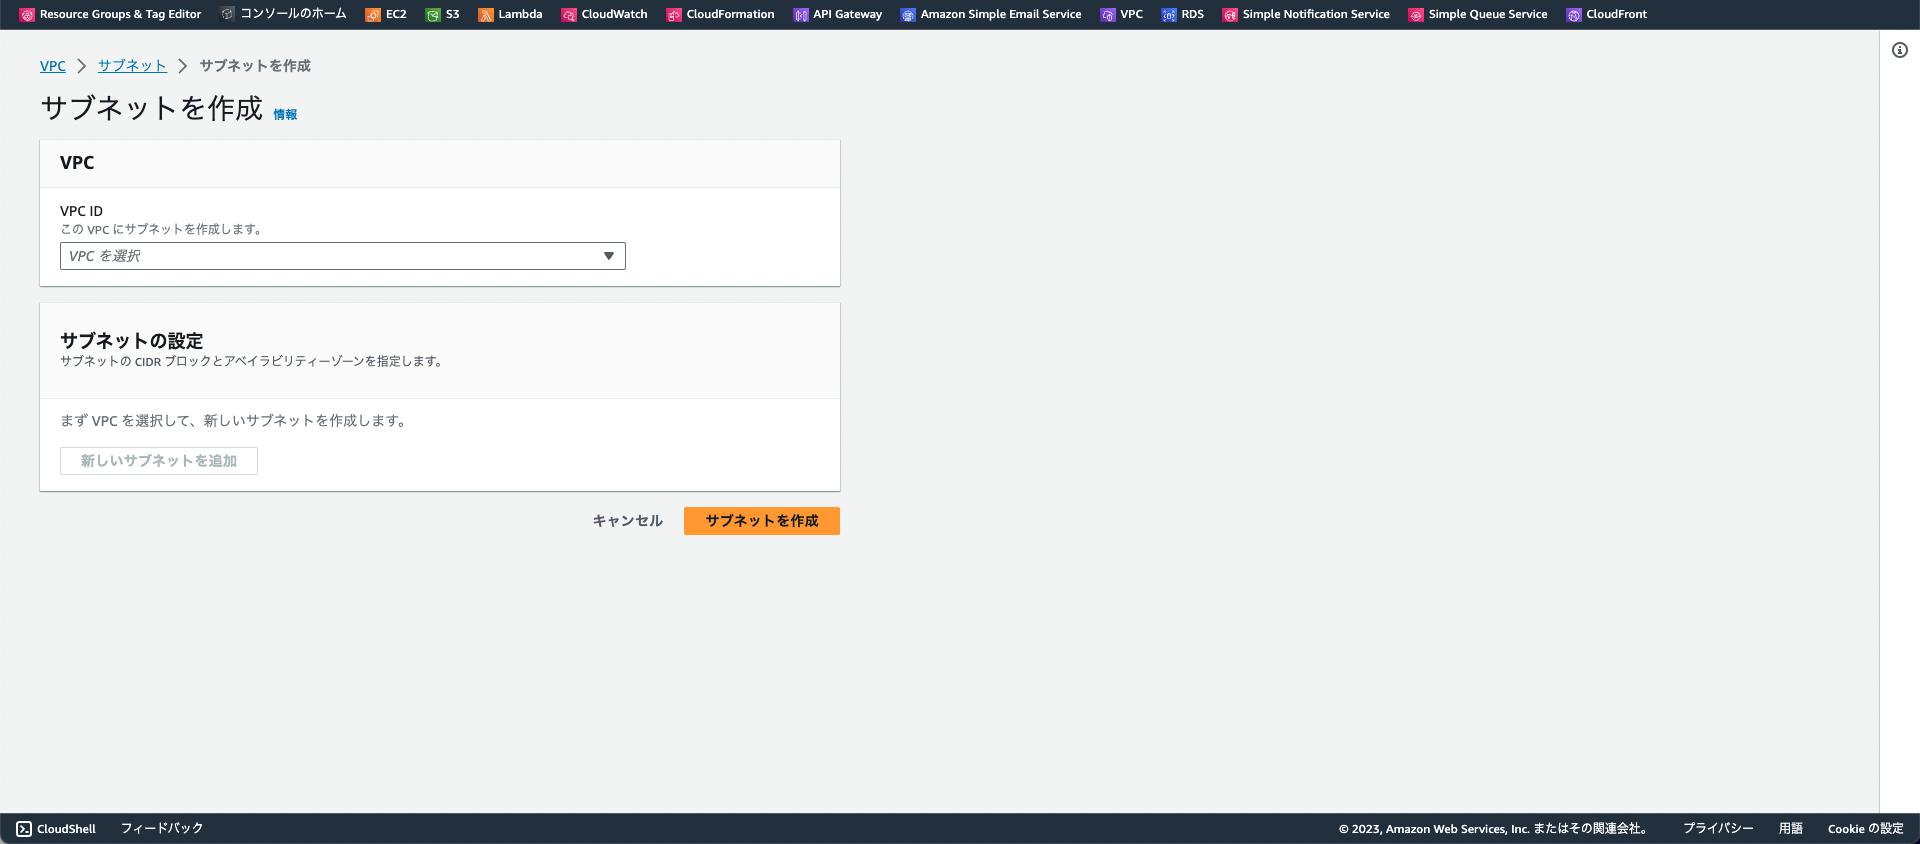 Resource Groups & Tag Editor コンソールのホーム EC2 S3 Lambda CloudWatch CloudFormation API Gateway Amazon Simple Email Service VPC RDS Simple Notification Service Simple Queue Service CloudFront
VPC サブネット サブネットを作成
サブネットを作成 情報
VPC
VPC ID
この VPC にサブネットを作成します。
VPC を選択
サブネットの設定
サブネットの CIDR ブロックとアベイラビリティーゾーンを指定します。
まず VPC を選択して、新しいサブネットを作成します。
新しいサブネットを追加
キャンセル サブネットを作成
CloudShell フィードバック © 2023, Amazon Web Services, Inc. またはその関連会社。 プライバシー 用語 Cookie の設定